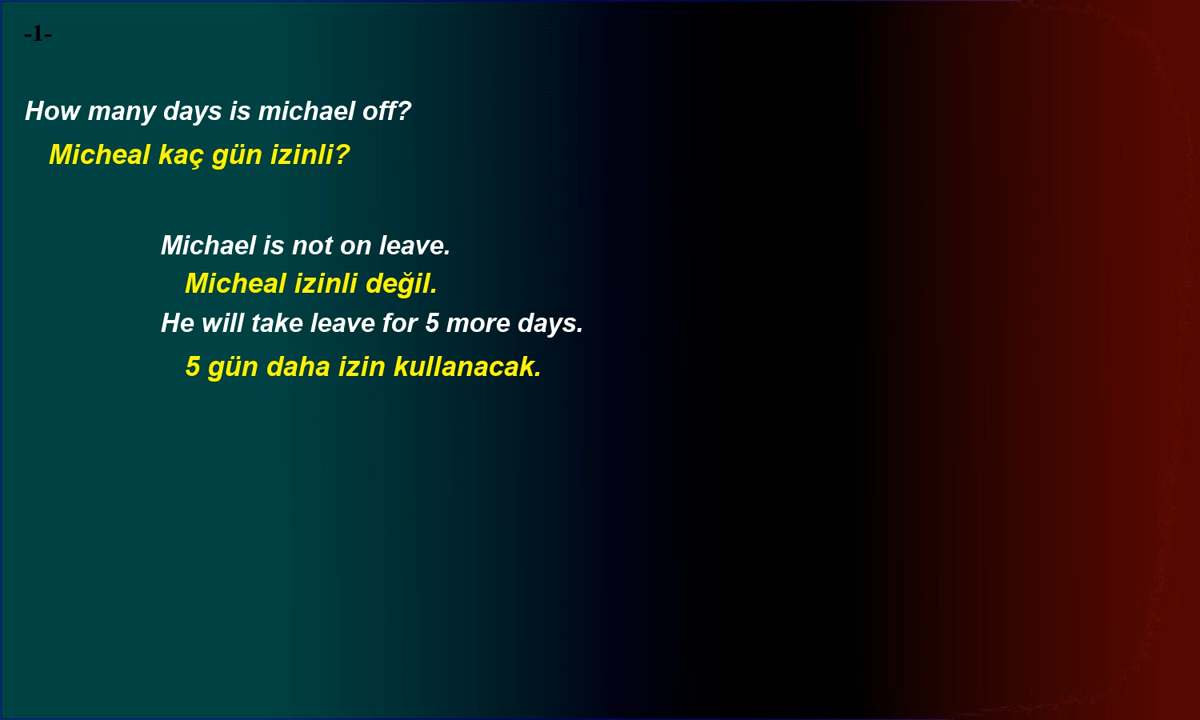 -1-
How many days is michael off?
Micheal kaç gün izinli?
Michael is not on leave.
Micheal izinli değil.
He will take leave for 5 more days.
5 gün daha izin kullanacak.